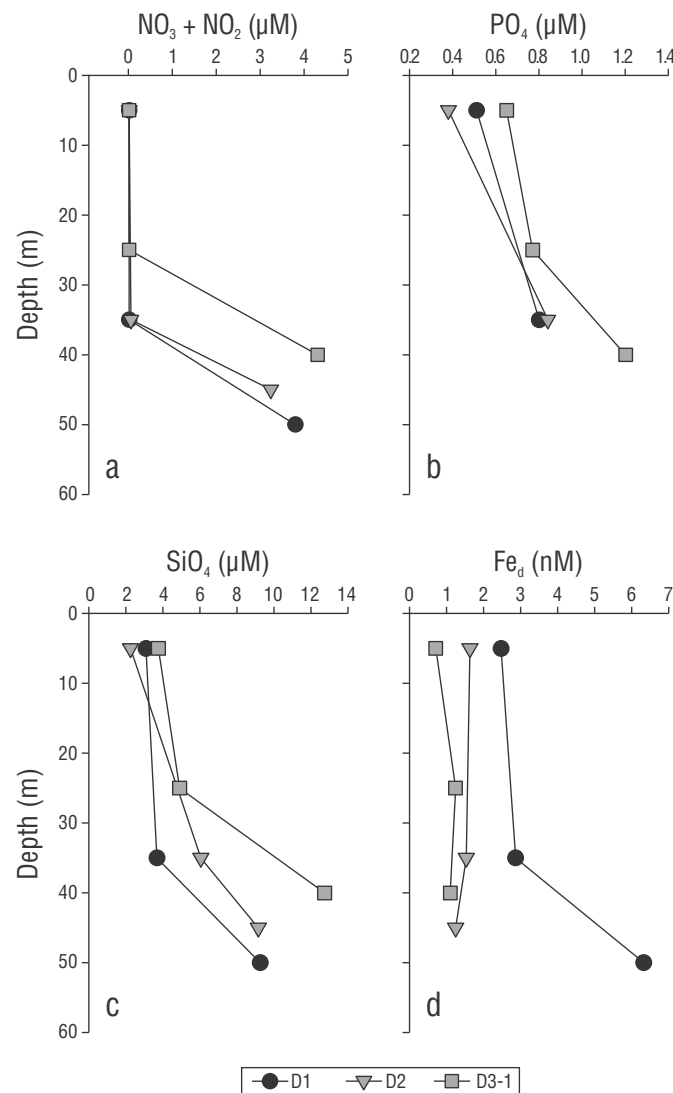 NO₃ + NO₂ (µM)
0 1 2 3 4 5
PO₄ (µM)
0.2 0.4 0.6 0.8 1.0 1.2 1.4
0
10
20
30
40
50
60
Depth (m)
a
b
SiO₄ (µM)
0 2 4 6 8 10 12 14
Fe_d (nM)
0 1 2 3 4 5 6 7
0
10
20
30
40
50
60
Depth (m)
c
d
D1 D2 D3-1